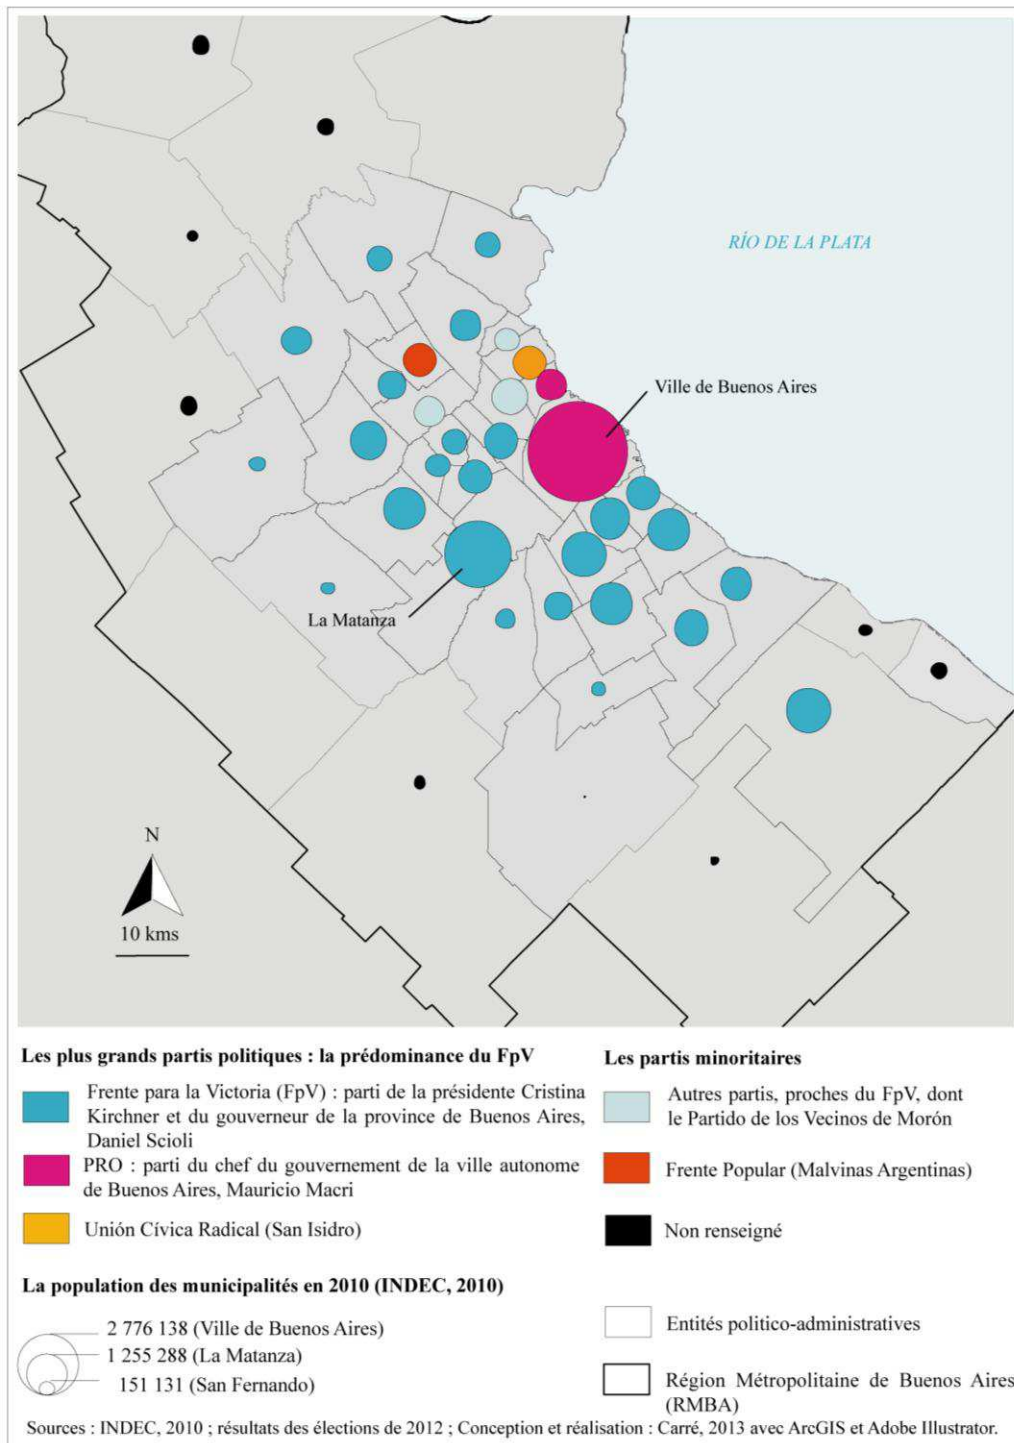 RÍO DE LA PLATA
Ville de Buenos Aires
La Matanza
N
10 kms
Les plus grands partis politiques : la prédominance du FpV
Frente para la Victoria (FpV) : parti de la présidente Cristina
Kirchner et du gouverneur de la province de Buenos Aires,
Daniel Scioli
PRO : parti du chef du gouvernement de la ville autonome
de Buenos Aires, Mauricio Macri
Unión Cívica Radical (San Isidro)
Les partis minoritaires
Autres partis, proches du FpV, dont
le Partido de los Vecinos de Morón
Frente Popular (Malvinas Argentinas)
Non renseigné
La population des municipalités en 2010 (INDEC, 2010)
2 776 138 (Ville de Buenos Aires)
1 255 288 (La Matanza)
151 131 (San Fernando)
Entités politico-administratives
Région Métropolitaine de Buenos Aires
(RMBA)
Sources : INDEC, 2010 ; résultats des élections de 2012 ; Conception et réalisation : Carré, 2013 avec ArcGIS et Adobe Illustrator.